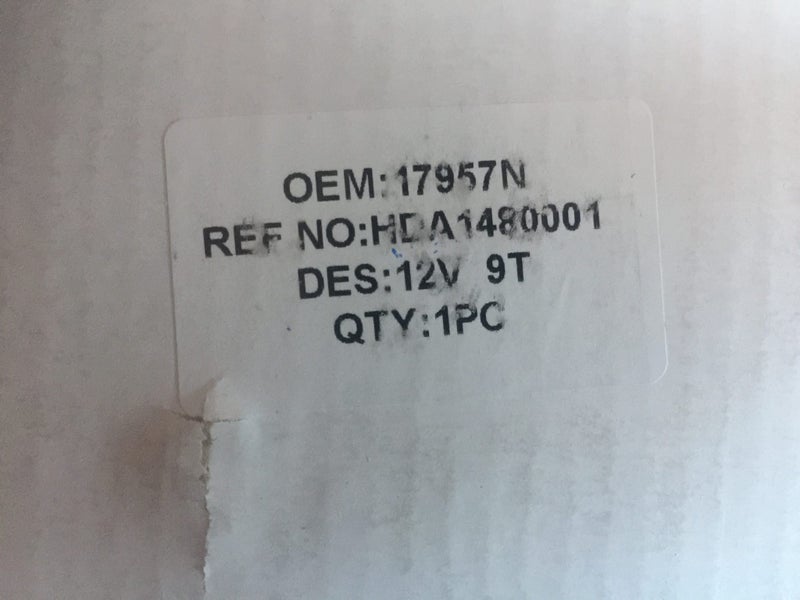 OEM:17957N
REF NO:HDA1480001
DES:12V 9T
QTY:1PC